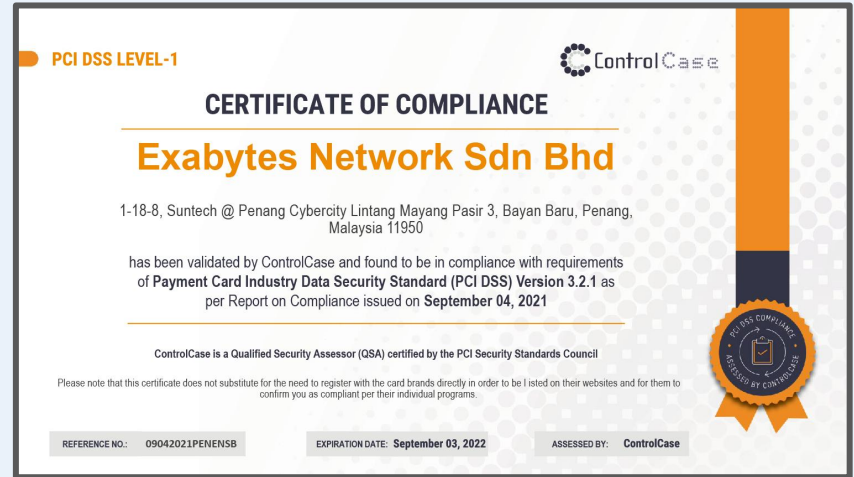 PCI DSS LEVEL-1
ControlCase
CERTIFICATE OF COMPLIANCE
Exabytes Network Sdn Bhd
1-18-8, Suntech @ Penang Cybercity Lintang Mayang Pasir 3, Bayan Baru, Penang,
Malaysia 11950
has been validated by ControlCase and found to be in compliance with requirements
of Payment Card Industry Data Security Standard (PCI DSS) Version 3.2.1 as
per Report on Compliance issued on September 04, 2021
ControlCase is a Qualified Security Assessor (QSA) certified by the PCI Security Standards Council
Please note that this certificate does not substitute for the need to register with the card brands directly in order to be l isted on their websites and for them to
confirm you as compliant per their individual programs.
PCI DSS COMPLIANCE
ASSESSED BY CONTROLCASE
REFERENCE NO.: 09042021PENENSB
EXPIRATION DATE: September 03, 2022
ASSESSED BY: ControlCase